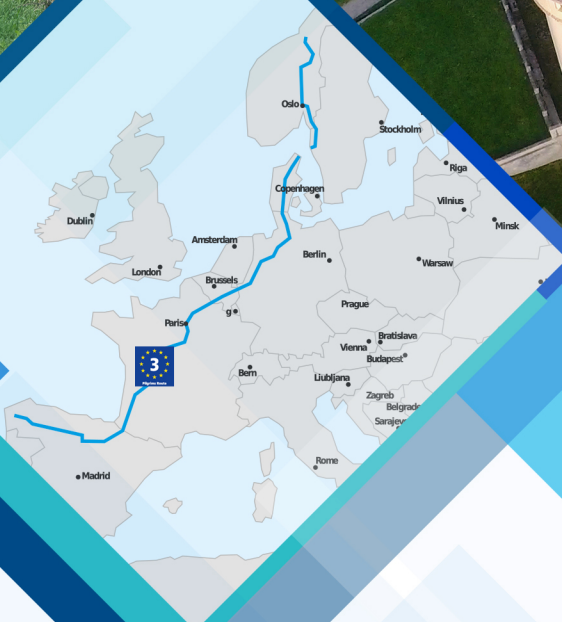 Oslo
Stockholm
Riga
Copenhagen
Vilnius
Dublin
Minsk
Amsterdam
Berlin
Warsaw
London
Brussels
Prague
g
Paris
Bratislava
Vienna
Budapest
3
Pilgrims Route
Bern
Ljubljana
Zagreb
Belgrade
Sarajevo
Rome
Madrid